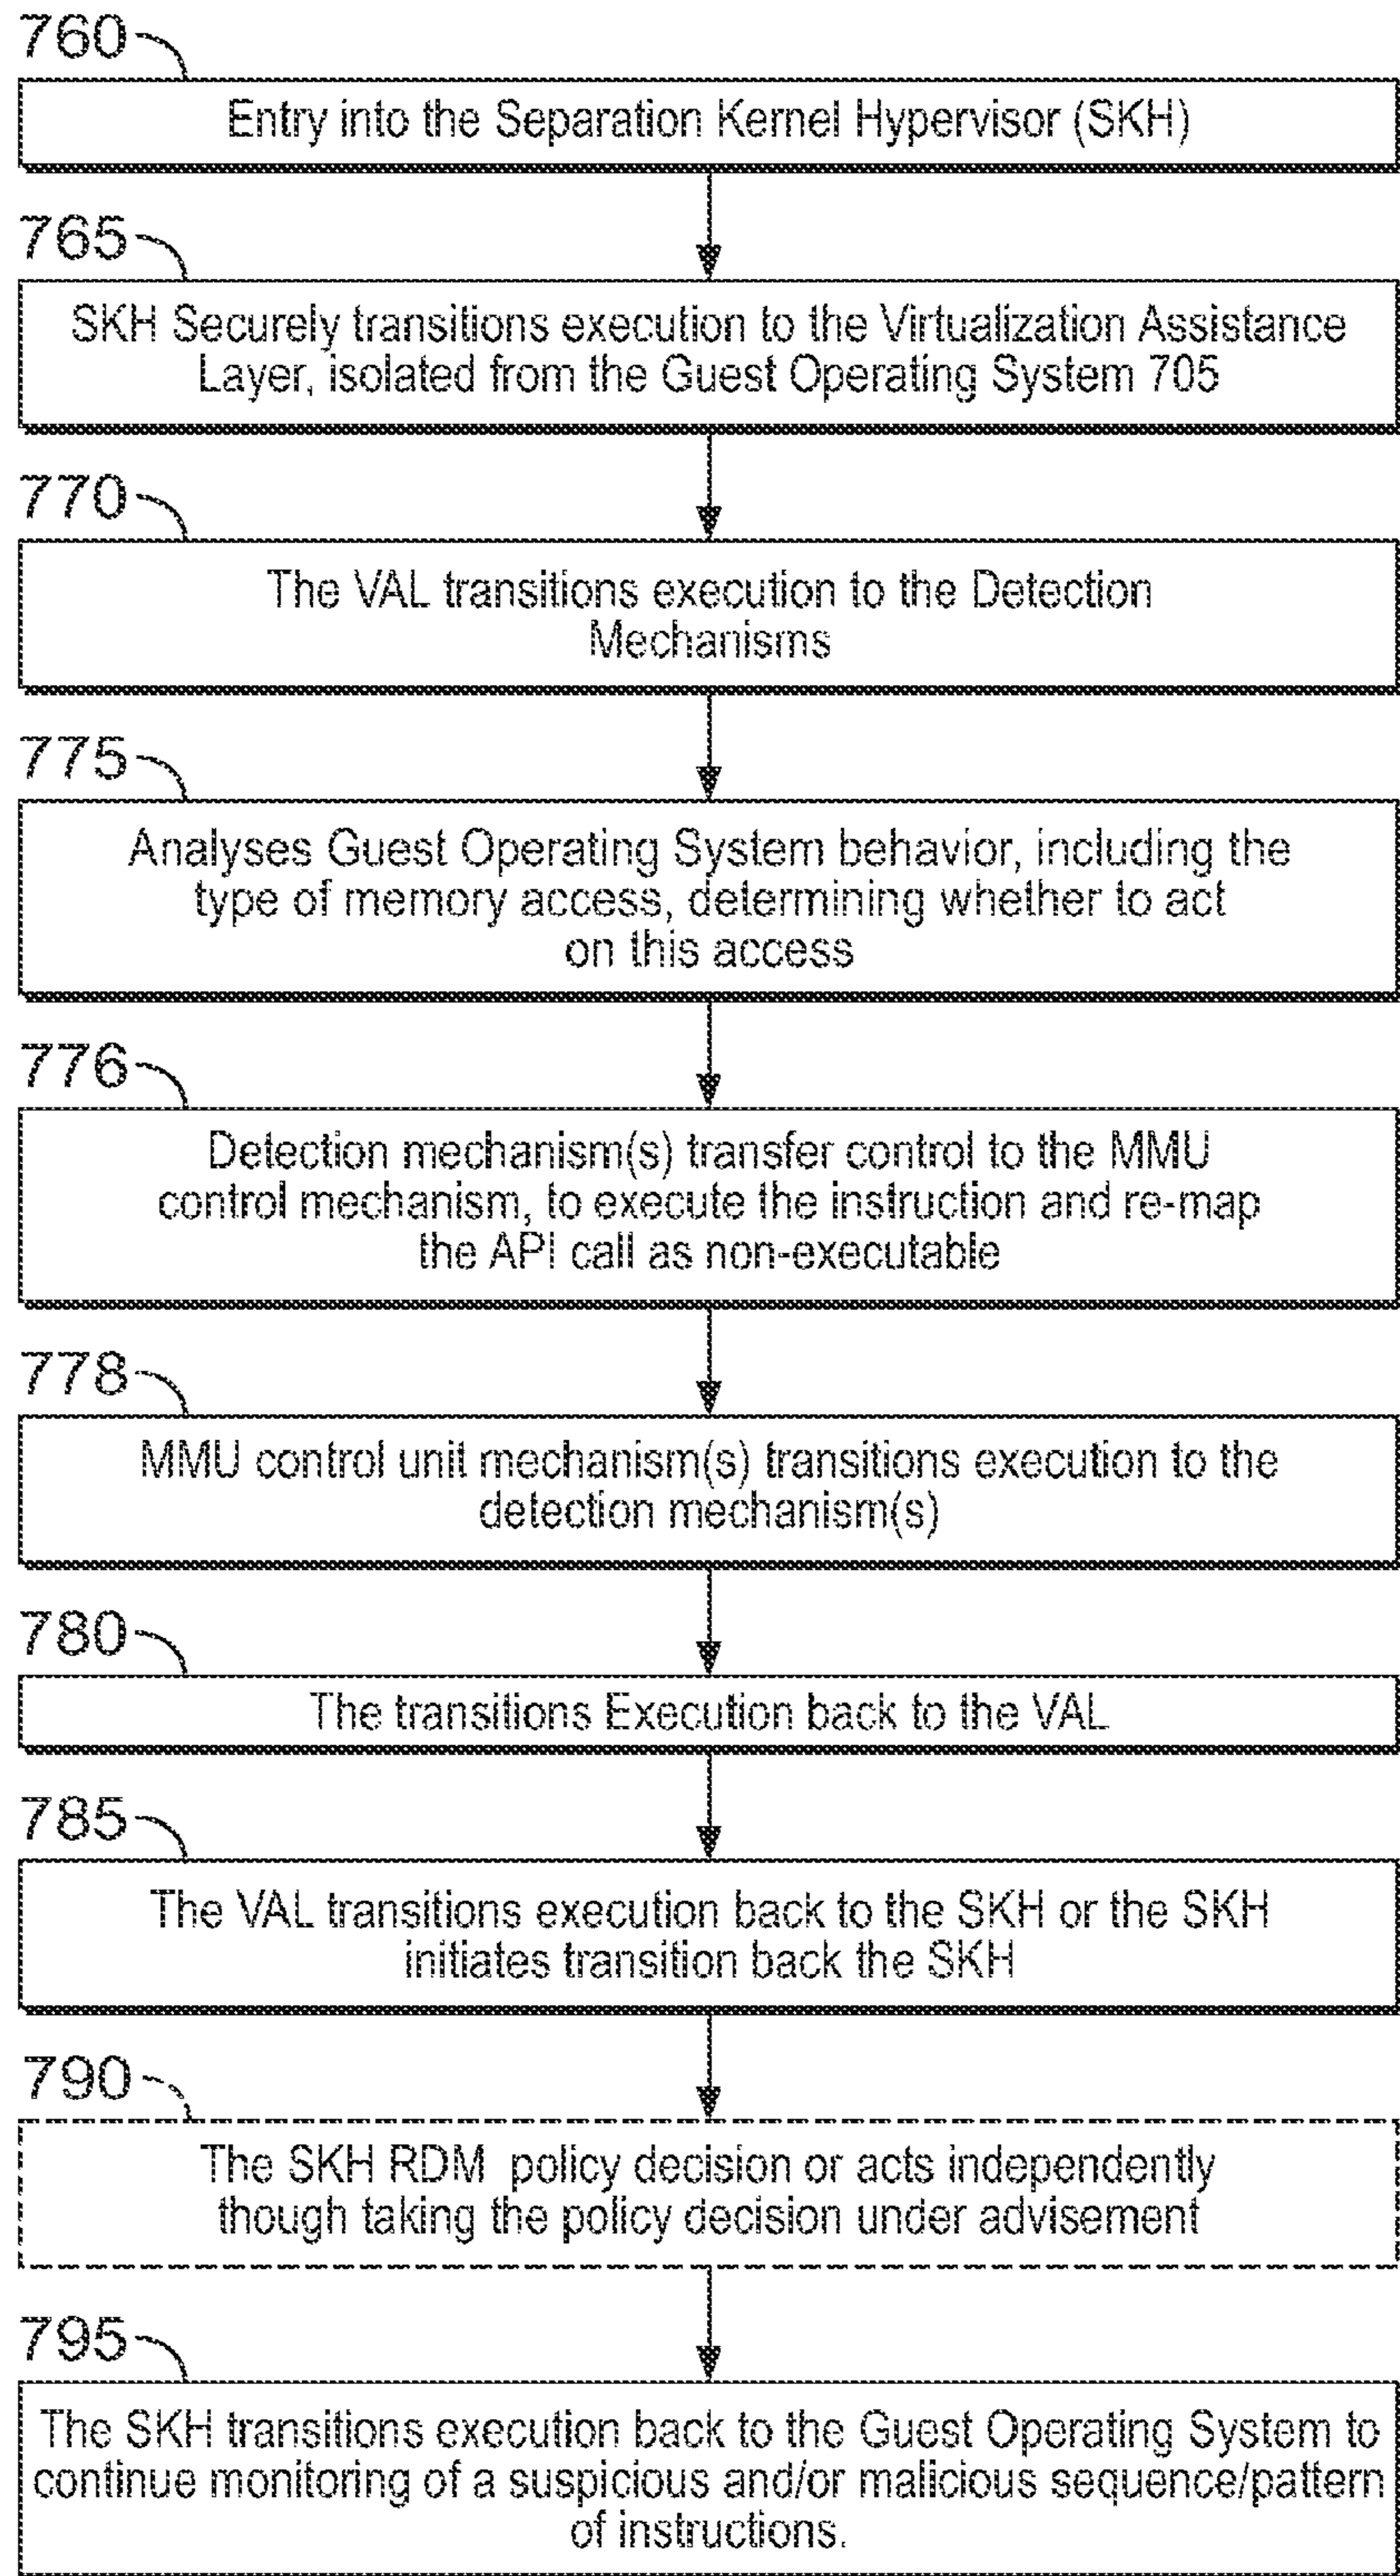 760
Entry into the Separation Kernel Hypervisor (SKH)
765
SKH Securely transitions execution to the Virtualization Assistance
Layer, isolated from the Guest Operating System 705
770
The VAL transitions execution to the Detection
Mechanisms
775
Analyses Guest Operating System behavior, including the
type of memory access, determining whether to act
on this access
776
Detection mechanism(s) transfer control to the MMU
control mechanism, to execute the instruction and re-map
the API call as non-executable
778
MMU control unit mechanism(s) transitions execution to the
detection mechanism(s)
780
The transitions Execution back to the VAL
785
The VAL transitions execution back to the SKH or the SKH
initiates transition back the SKH
790
The SKH RDM policy decision or acts independently
though taking the policy decision under advisement
795
The SKH transitions execution back to the Guest Operating System to
continue monitoring of a suspicious and/or malicious sequence/pattern
of instructions.